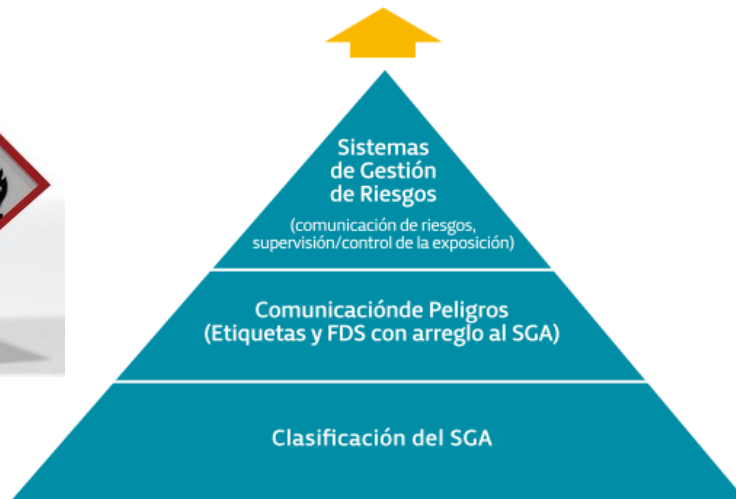 Sistemas
de Gestión
de Riesgos
(comunicación de riesgos,
supervisión/control de la exposición)
Comunicaciónde Peligros
(Etiquetas y FDS con arreglo al SGA)
Clasificación del SGA